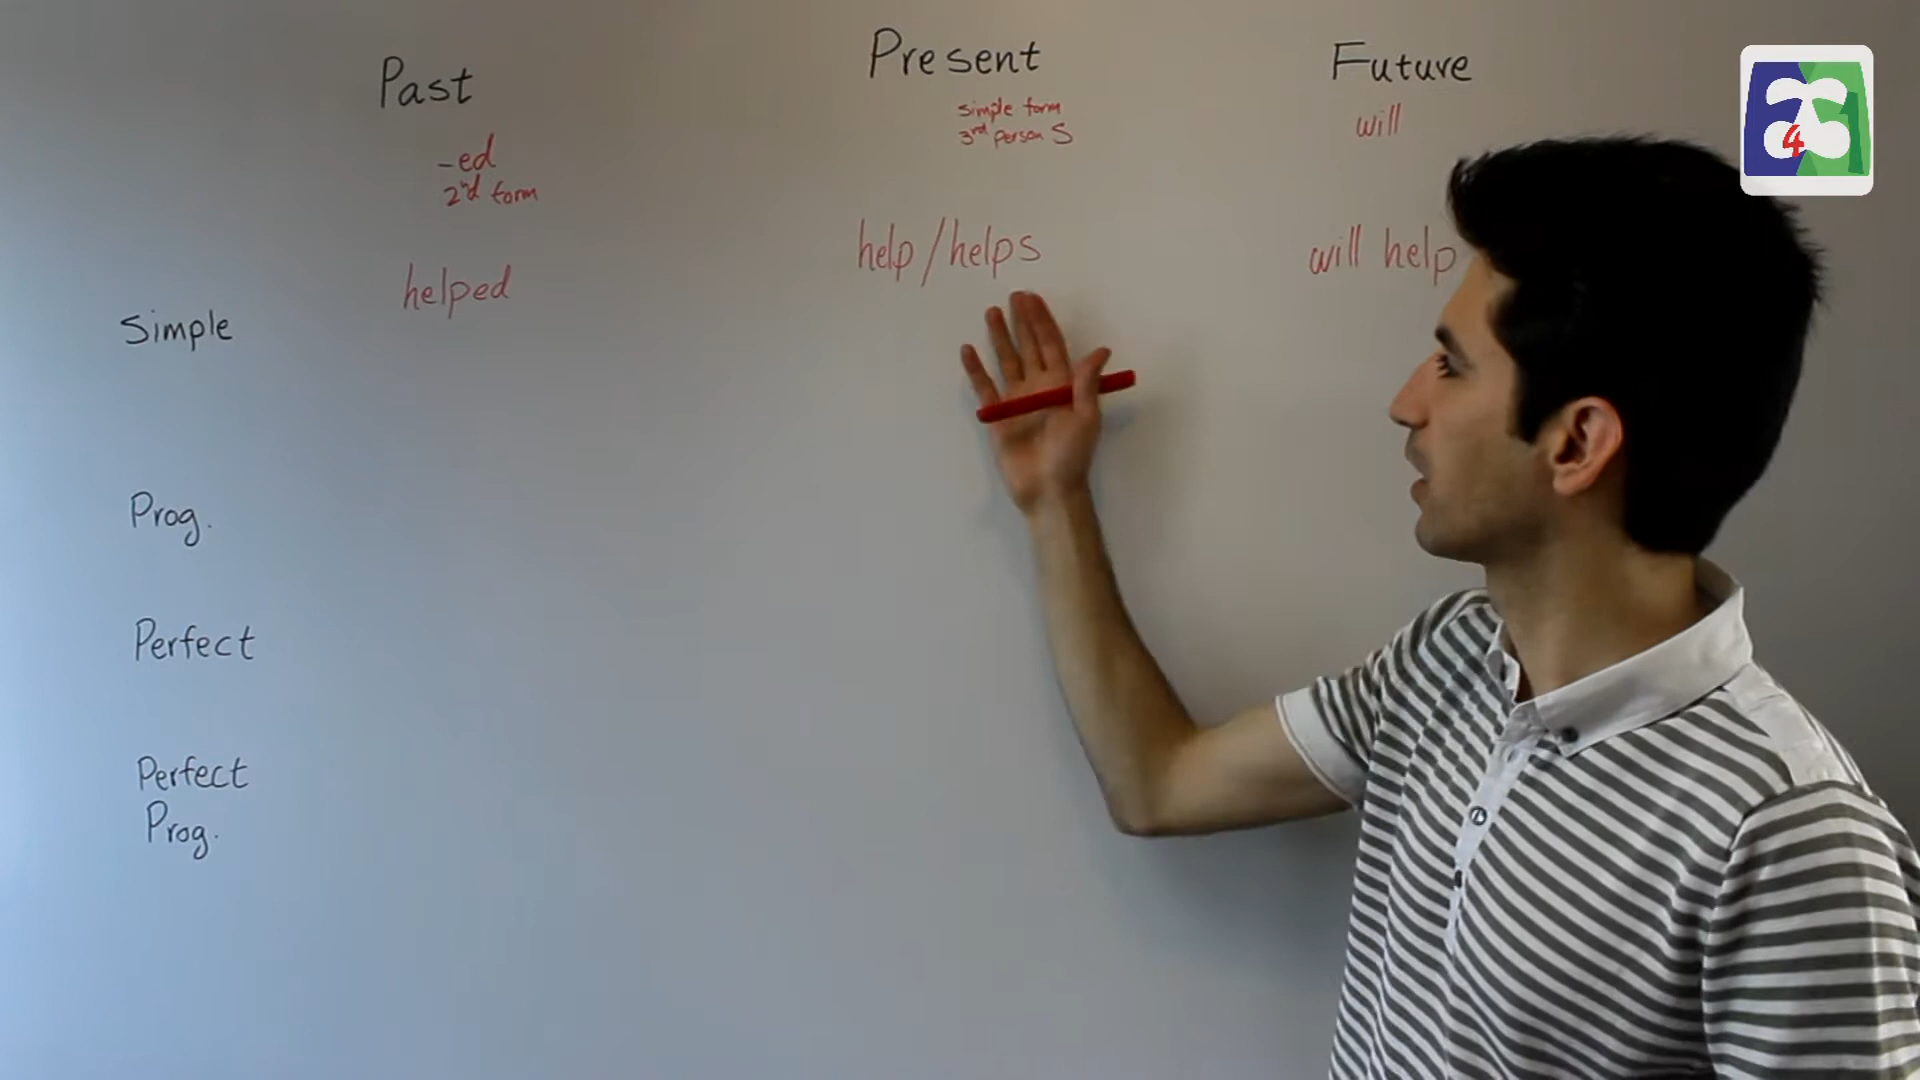 Past
Present
Future
simple form
3rd person S
will
-ed
2nd form
help/helps
will help
helped
Simple
Prog.
Perfect
Perfect
Prog.
4